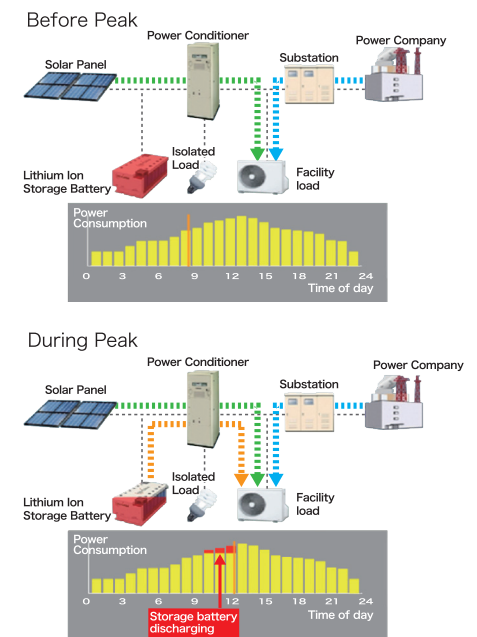 Before Peak
Power Conditioner
Power Company
Substation
Solar Panel
Isolated
Load
Lithium Ion
Storage Battery
Facility
load
Power
Consumption
0 3 6 9 12 15 18 21 24
Time of day
During Peak
Power Conditioner
Power Company
Substation
Solar Panel
Isolated
Load
Lithium Ion
Storage Battery
Facility
load
Power
Consumption
0 3 6 9 12 15 18 21 24
Time of day
Storage battery
discharging